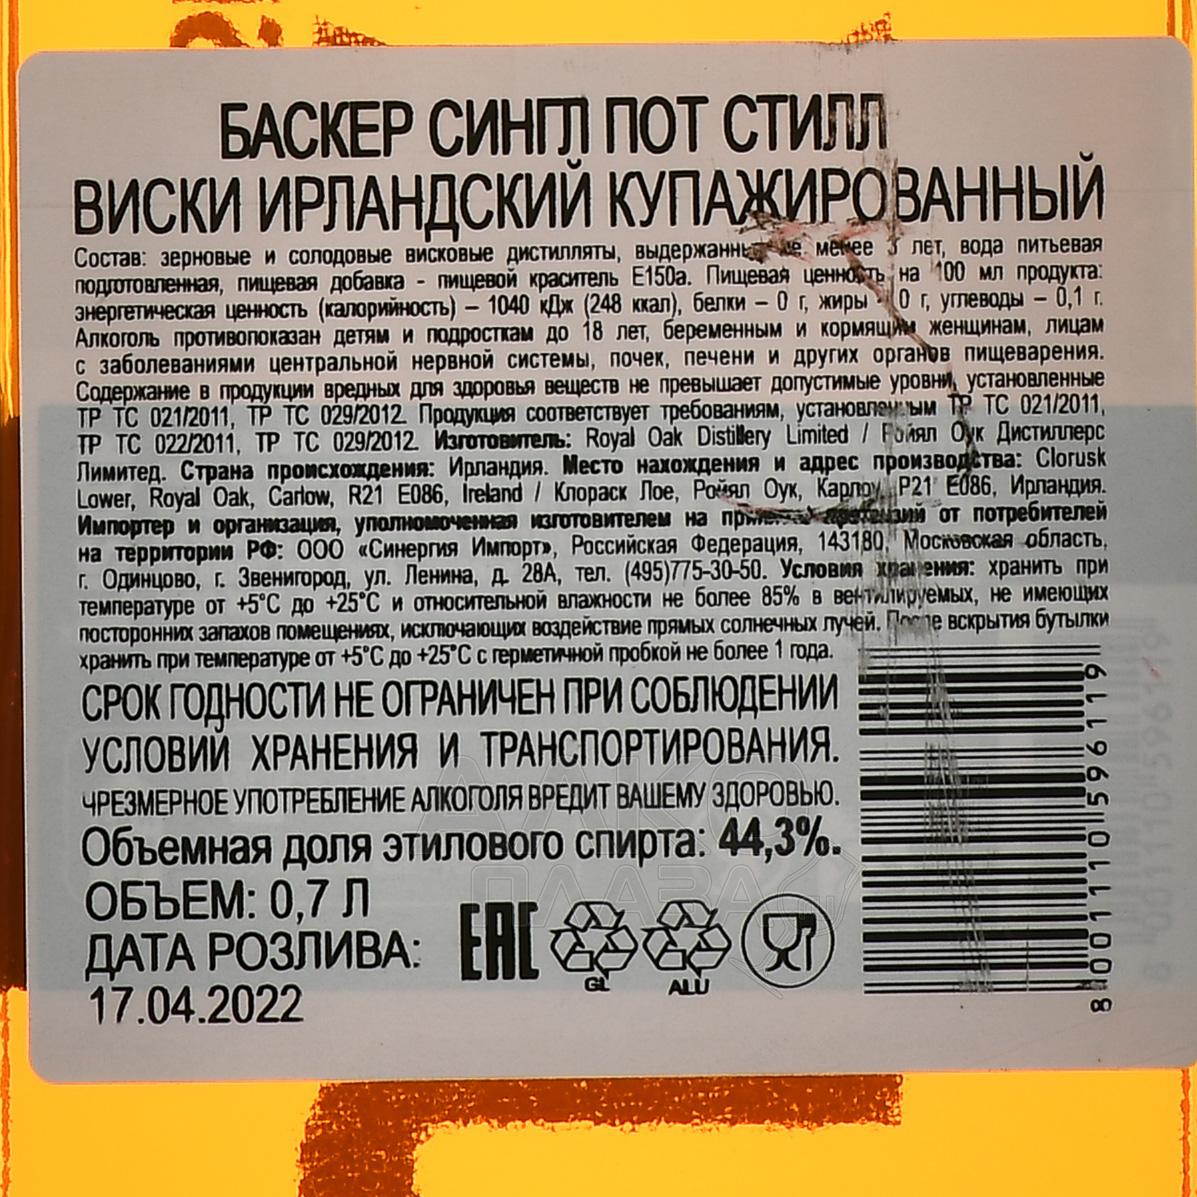 БАСКЕР СИНГЛ ПОТ СТИЛЛ
ВИСКИ ИРЛАНДСКИЙ КУПАЖИРОВАННЫЙ
Состав: зерновые и солодовые висковые дистилляты, выдержанные не менее 3 лет, вода питьевая
подготовленная, пищевая добавка - пищевой краситель Е150а. Пищевая ценность на 100 мл продукта:
энергетическая ценность (калорийность) – 1040 кДж (248 ккал), белки – 0 г, жиры - 0 г, углеводы – 0,1 г.
Алкоголь противопоказан детям и подросткам до 18 лет, беременным и кормящим женщинам, лицам
с заболеваниями центральной нервной системы, почек, печени и других органов пищеварения.
Содержание в продукции вредных для здоровья веществ не превышает допустимые уровни, установленные
ТР ТС 021/2011, ТР ТС 029/2012. Продукция соответствует требованиям, установленным ТР ТС 021/2011,
ТР ТС 022/2011, ТР ТС 029/2012. Изготовитель: Royal Oak Distillery Limited / Ройял Оук Дистиллерс
Лимитед. Страна происхождения: Ирландия. Место нахождения и адрес производства: Clorusk
Lower, Royal Oak, Carlow, R21 E086, Ireland / Клораск Лое, Ройял Оук, Карлоу, Р21 Е086, Ирландия.
Импортер и организация, уполномоченная изготовителем на принятие претензий от потребителей
на территории РФ: ООО «Синергия Импорт», Российская Федерация, 143180, Московская область,
г. Одинцово, г. Звенигород, ул. Ленина, д. 28А, тел. (495)775-30-50. Условия хранения: хранить при
температуре от +5°С до +25°С и относительной влажности не более 85% в вентилируемых, не имеющих
посторонних запахов помещениях, исключающих воздействие прямых солнечных лучей. После вскрытия бутылки
хранить при температуре от +5°С до +25°С с герметичной пробкой не более 1 года.
СРОК ГОДНОСТИ НЕ ОГРАНИЧЕН ПРИ СОБЛЮДЕНИИ
УСЛОВИЙ ХРАНЕНИЯ И ТРАНСПОРТИРОВАНИЯ.
ЧРЕЗМЕРНОЕ УПОТРЕБЛЕНИЕ АЛКОГОЛЯ ВРЕДИТ ВАШЕМУ ЗДОРОВЬЮ.
Объемная доля этилового спирта: 44,3%.
ОБЪЕМ: 0,7 Л
ДАТА РОЗЛИВА:
17.04.2022
EAC
GL
ALU
8 001110 596119
АЛКО
ПЛАЗА